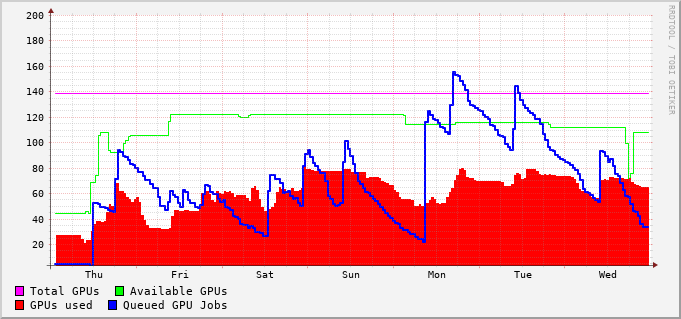 200
180
160
140
120
100
80
60
40
20
Thu Fri Sat Sun Mon Tue Wed
Total GPUs Available GPUs
GPUs used Queued GPU Jobs
RRDTOOL / TOBI OETIKER